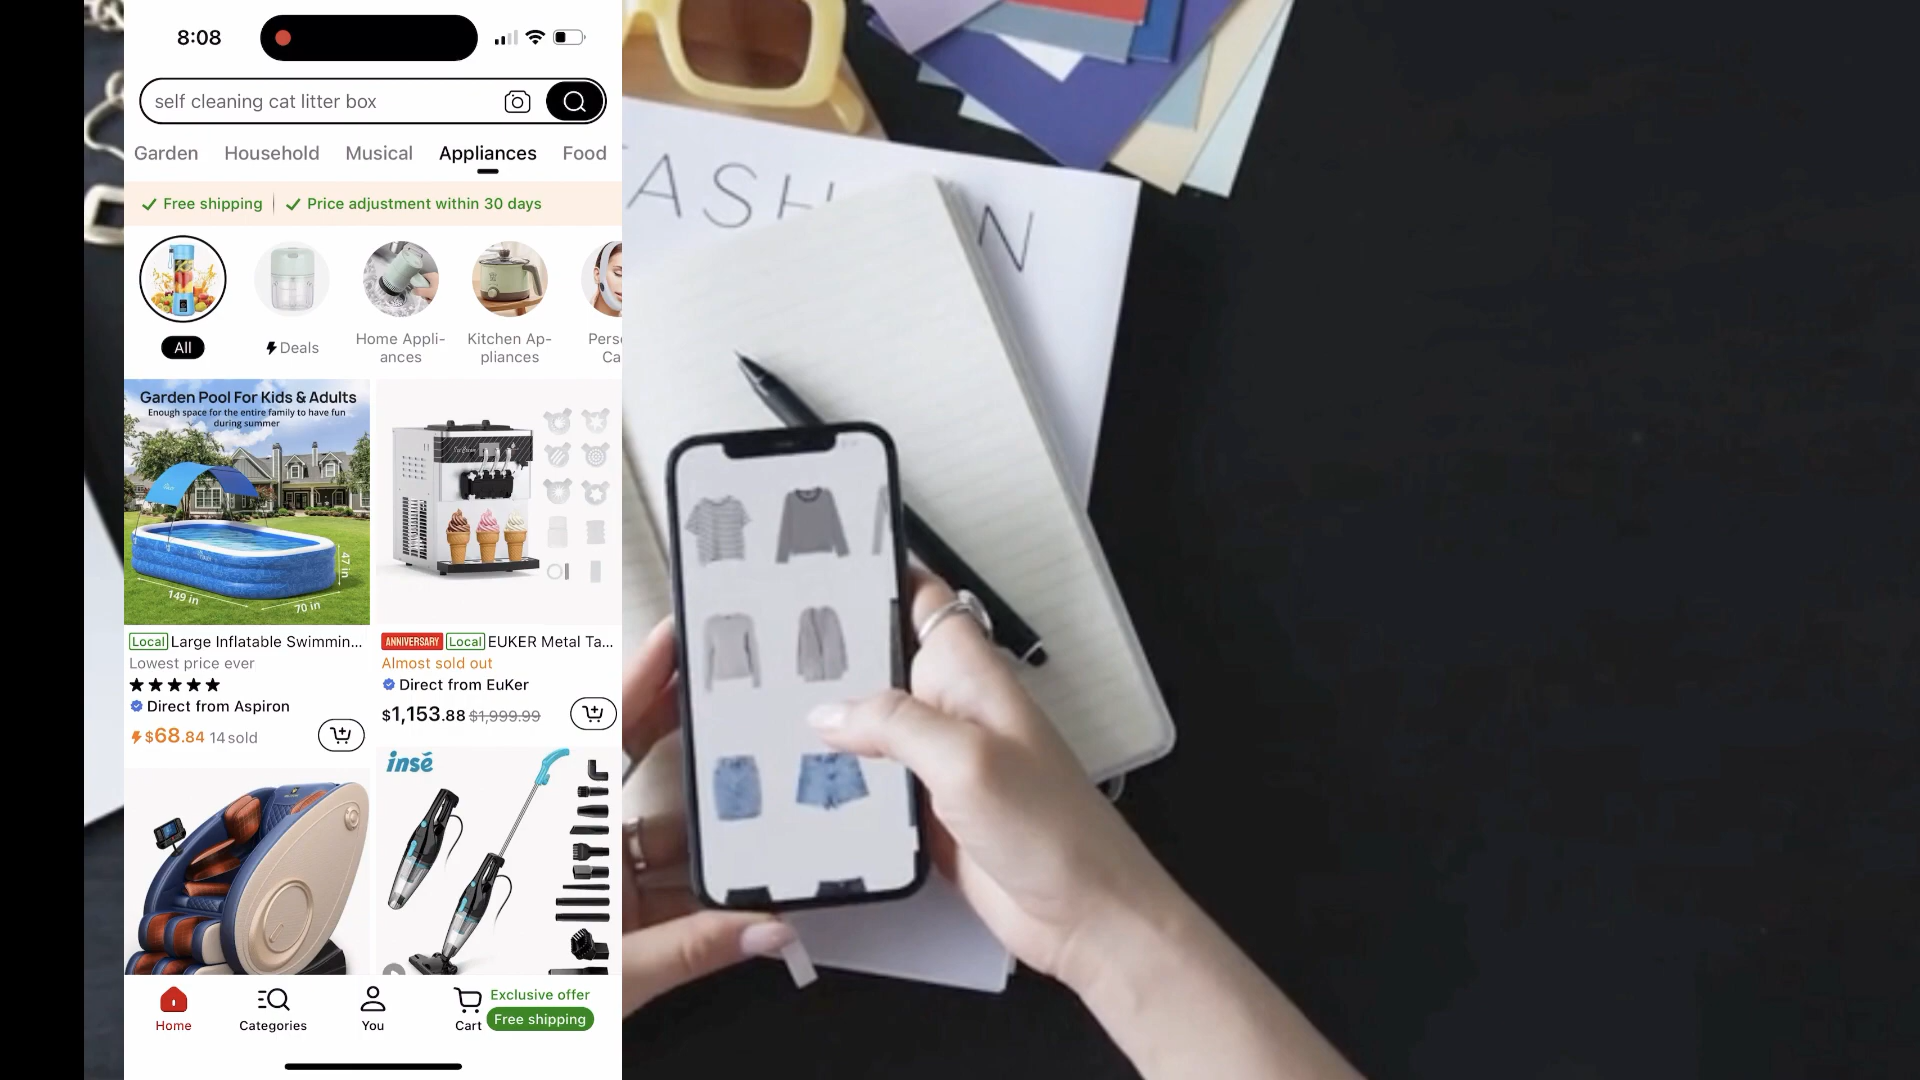 8:08
self cleaning cat litter box
Garden Household Musical Appliances Food
Free shipping Price adjustment within 30 days
All
Deals
Home Appli-
ances
Kitchen Ap-
pliances
Pers
Ca
Garden Pool For Kids & Adults
Enough space for the entire family to have fun
during summer
47 in
149 in
70 in
Local Large Inflatable Swimmin...
Lowest price ever
Direct from Aspiron
$68.84 14 sold
ANNIVERSARY Local EUKER Metal Ta...
Almost sold out
Direct from EuKer
$1,153.88 $1,999.99
insé
Home
Categories
You
Cart
Exclusive offer
Free shipping
ASH N